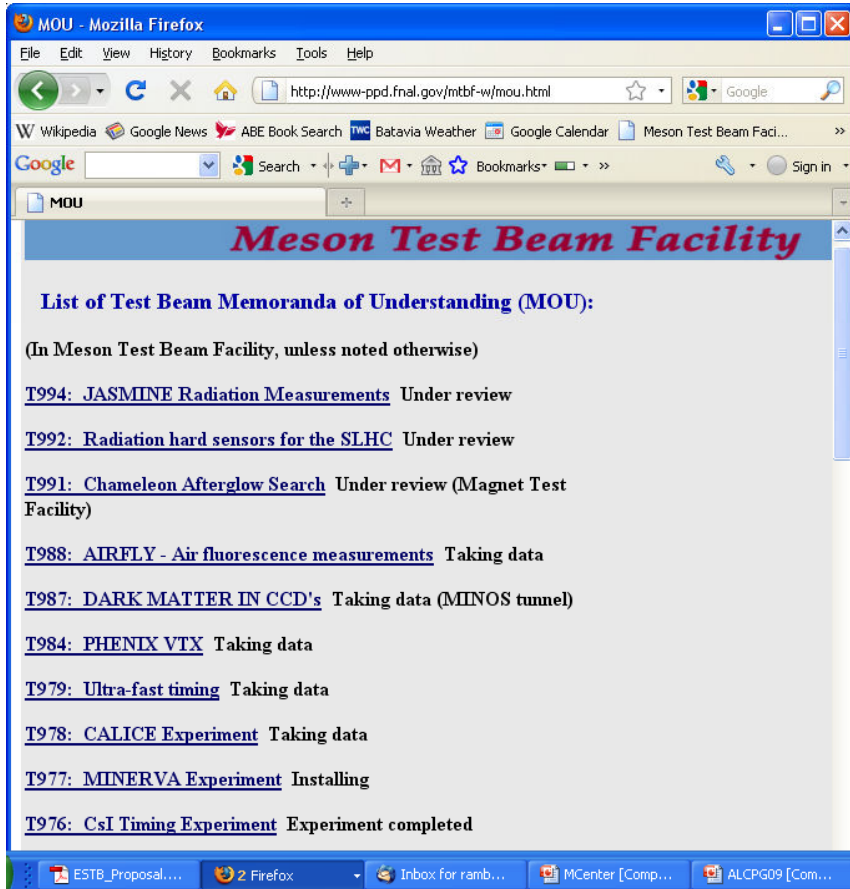 MOU - Mozilla Firefox
File Edit View History Bookmarks Tools Help
http://www-ppd.fnal.gov/mtbf-w/mou.html Google
W Wikipedia Google News ABE Book Search TWC Batavia Weather Google Calendar Meson Test Beam Faci... »
Google Search Bookmarks » Sign in
MOU
Meson Test Beam Facility
List of Test Beam Memoranda of Understanding (MOU):
(In Meson Test Beam Facility, unless noted otherwise)
T994: JASMINE Radiation Measurements Under review
T992: Radiation hard sensors for the SLHC Under review
T991: Chameleon Afterglow Search Under review (Magnet Test
Facility)
T988: AIRFLY - Air fluorescence measurements Taking data
T987: DARK MATTER IN CCD's Taking data (MINOS tunnel)
T984: PHENIX VTX Taking data
T979: Ultra-fast timing Taking data
T978: CALICE Experiment Taking data
T977: MINERVA Experiment Installing
T976: CsI Timing Experiment Experiment completed
ESTB_Proposal.... 2 Firefox Inbox for ramb... MCenter [Comp... ALCPG09 [Com...